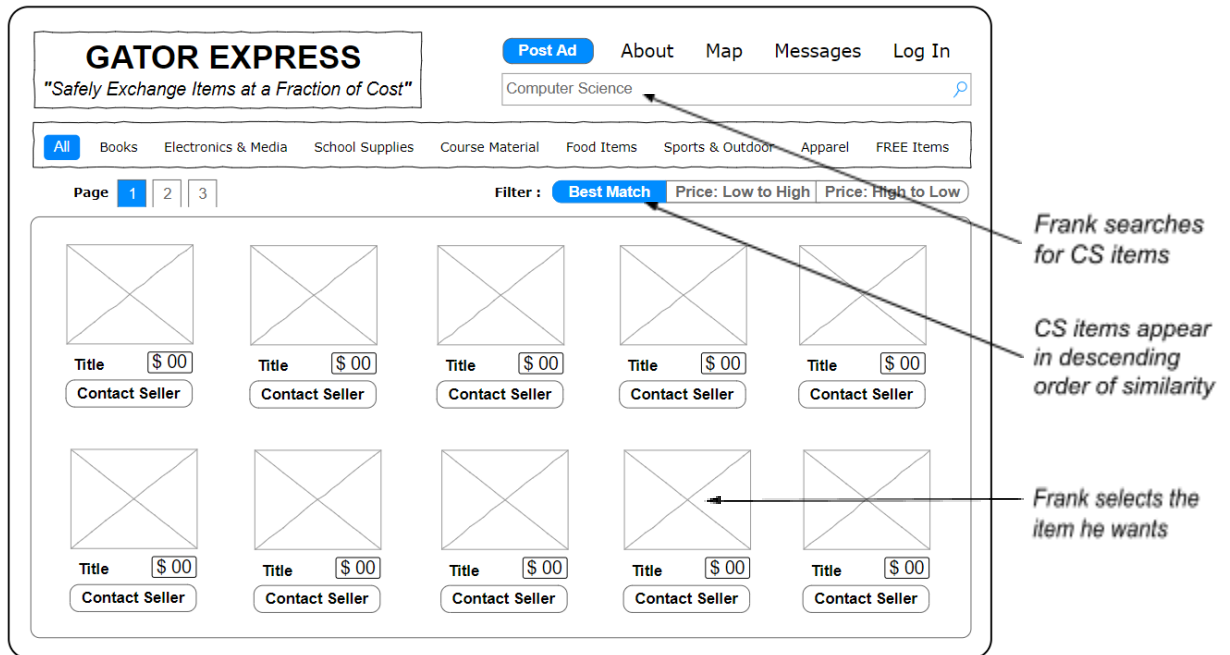 GATOR EXPRESS
"Safely Exchange Items at a Fraction of Cost"
Post Ad About Map Messages Log In
Computer Science
All Books Electronics & Media School Supplies Course Material Food Items Sports & Outdoor Apparel FREE Items
Page 1 2 3
Filter : Best Match Price: Low to High Price: High to Low
Title $ 00 Title $ 00 Title $ 00 Title $ 00 Title $ 00
Contact Seller Contact Seller Contact Seller Contact Seller Contact Seller
Title $ 00 Title $ 00 Title $ 00 Title $ 00 Title $ 00
Contact Seller Contact Seller Contact Seller Contact Seller Contact Seller
Frank searches
for CS items
CS items appear
in descending
order of similarity
Frank selects the
item he wants